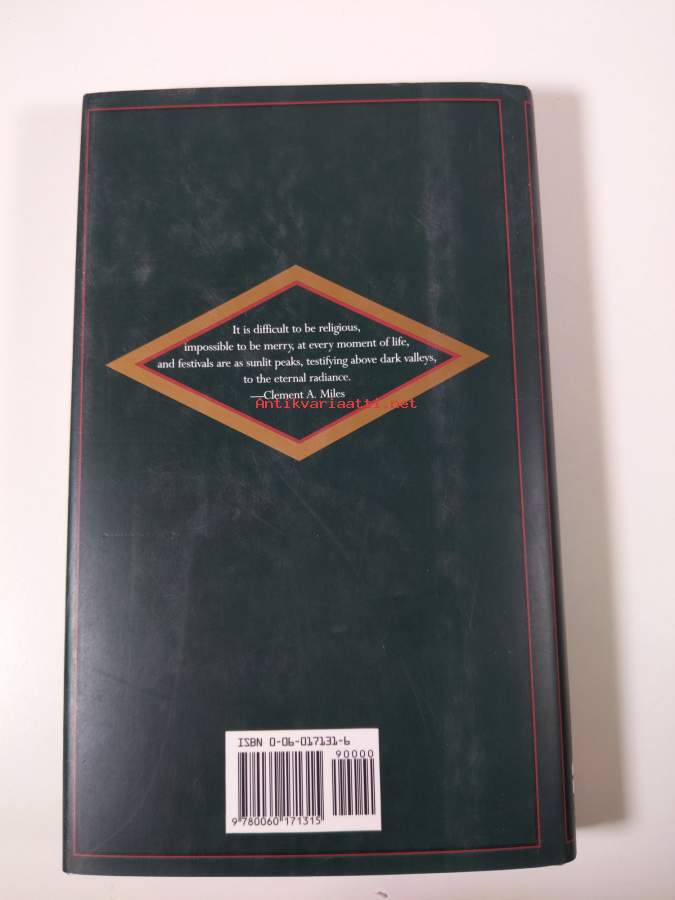 It is difficult to be religious,
impossible to be merry, at every moment of life,
and festivals are as sunlit peaks, testifying above dark valleys,
to the eternal radiance.
—Clement A. Miles
Antikvariaatti.net
ISBN 0-06-017131-6
90000
9 780060 171315